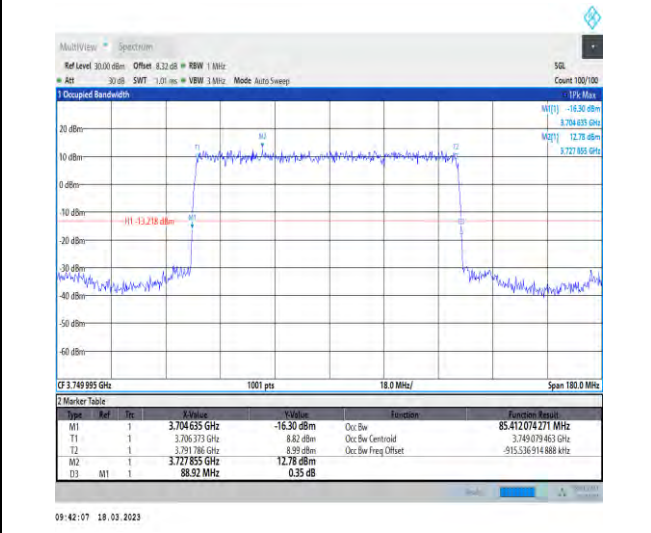 MultiView Spectrum
Ref Level 30.00 dBm Offset 8.32 dB RBW 1 MHz SGL
Att 30 dB SWT 1.01 ms VBW 3 MHz Mode Auto Sweep Count 100/100
1 Occupied Bandwidth 1Pk Max
M1[1] -16.30 dBm
3.704 635 GHz
M2[1] 12.78 dBm
3.727 855 GHz
20 dBm
M2
T1 T2
10 dBm
0 dBm
-10 dBm
H1 -13.218 dBm M1
-20 dBm
-30 dBm
-40 dBm
-50 dBm
-60 dBm
CF 3.749 995 GHz 1001 pts 18.0 MHz/ Span 180.0 MHz
2 Marker Table
Type Ref Trc X-Value Y-Value Function Function Result
M1 1 3.704 635 GHz -16.30 dBm Occ Bw 85.412 074 271 MHz
T1 1 3.706 373 GHz 8.82 dBm Occ Bw Centroid 3.749 079 463 GHz
T2 1 3.791 786 GHz 8.99 dBm Occ Bw Freq Offset -915.536 914 888 kHz
M2 1 3.727 855 GHz 12.78 dBm
D3 M1 1 88.92 MHz 0.35 dB
09:42:07 18.03.2023